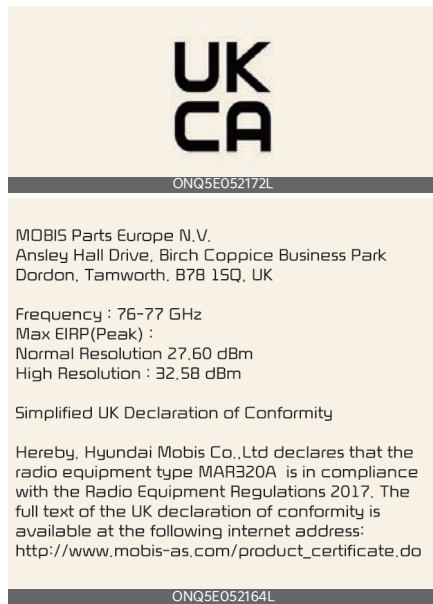 UK
CA
ONQ5E052172L
MOBIS Parts Europe N.V.
Ansley Hall Drive, Birch Coppice Business Park
Dordon, Tamworth. B78 1SQ, UK
Frequency : 76-77 GHz
Max EIRP(Peak) :
Normal Resolution 27.60 dBm
High Resolution : 32.58 dBm
Simplified UK Declaration of Conformity
Hereby, Hyundai Mobis Co.,Ltd declares that the
radio equipment type MAR320A is in compliance
with the Radio Equipment Regulations 2017. The
full text of the UK declaration of conformity is
available at the following internet address:
http://www.mobis-as.com/product_certificate.do
ONQ5E052164L